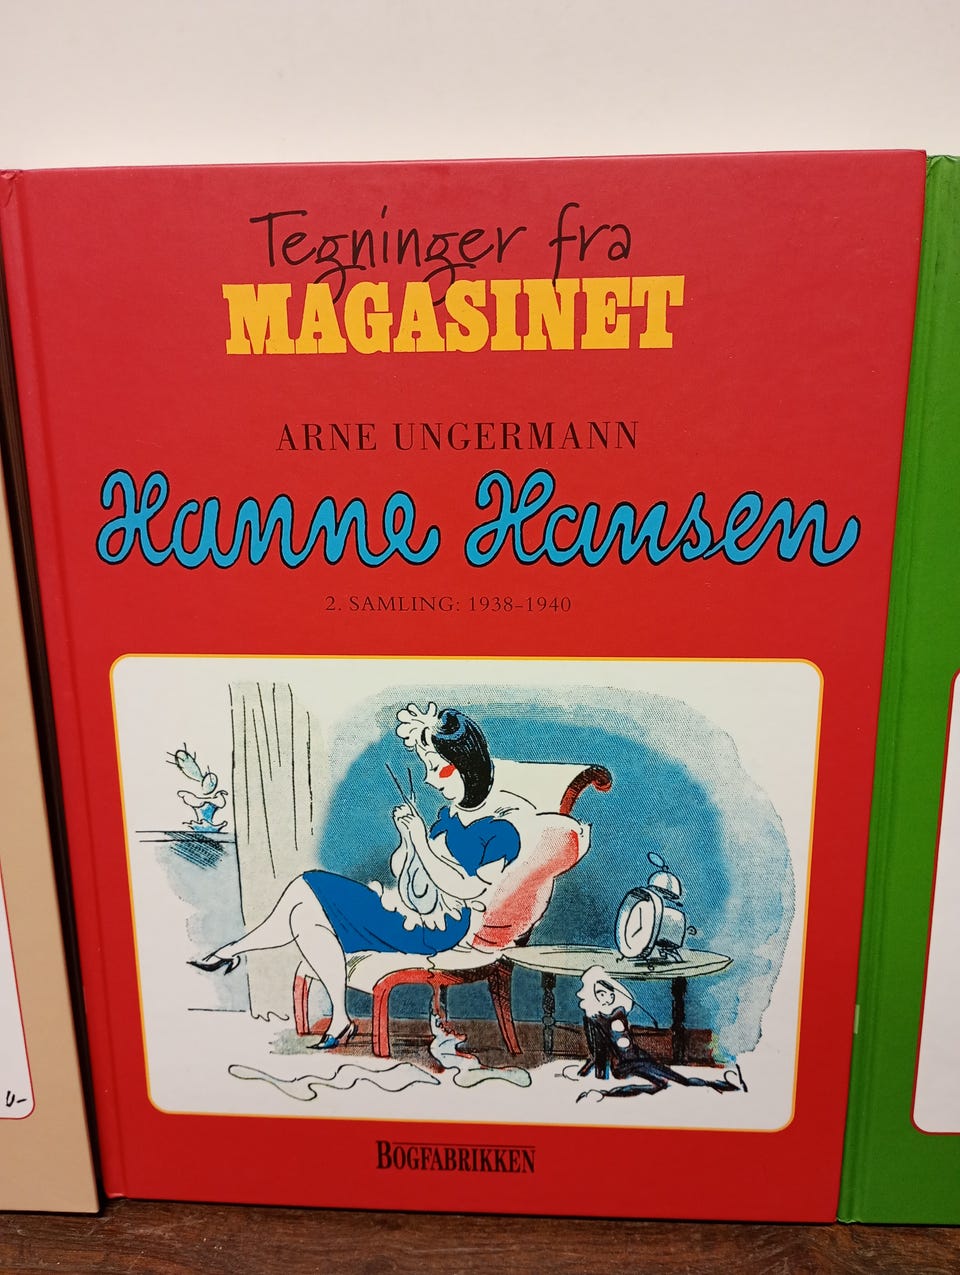 Tegninger fra
MAGASINET
ARNE UNGERMANN
Hanne Hansen
2. SAMLING: 1938–1940
BOGFABRIKKEN